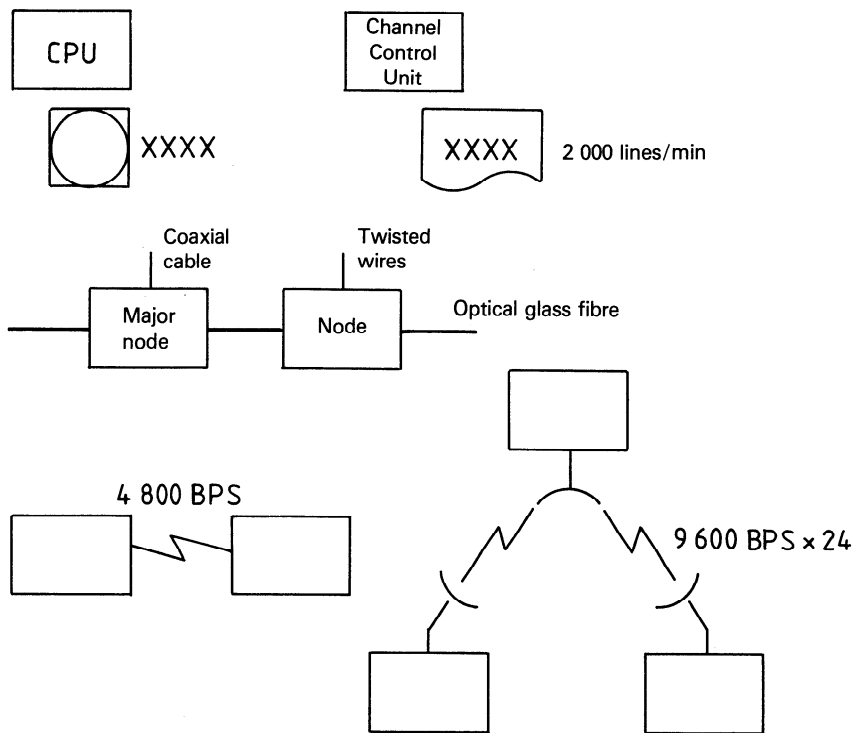 CPU
Channel
Control
Unit
XXXX
XXXX
2 000 lines/min
Coaxial
cable
Twisted
wires
Major
node
Node
Optical glass fibre
4 800 BPS
9 600 BPS × 24